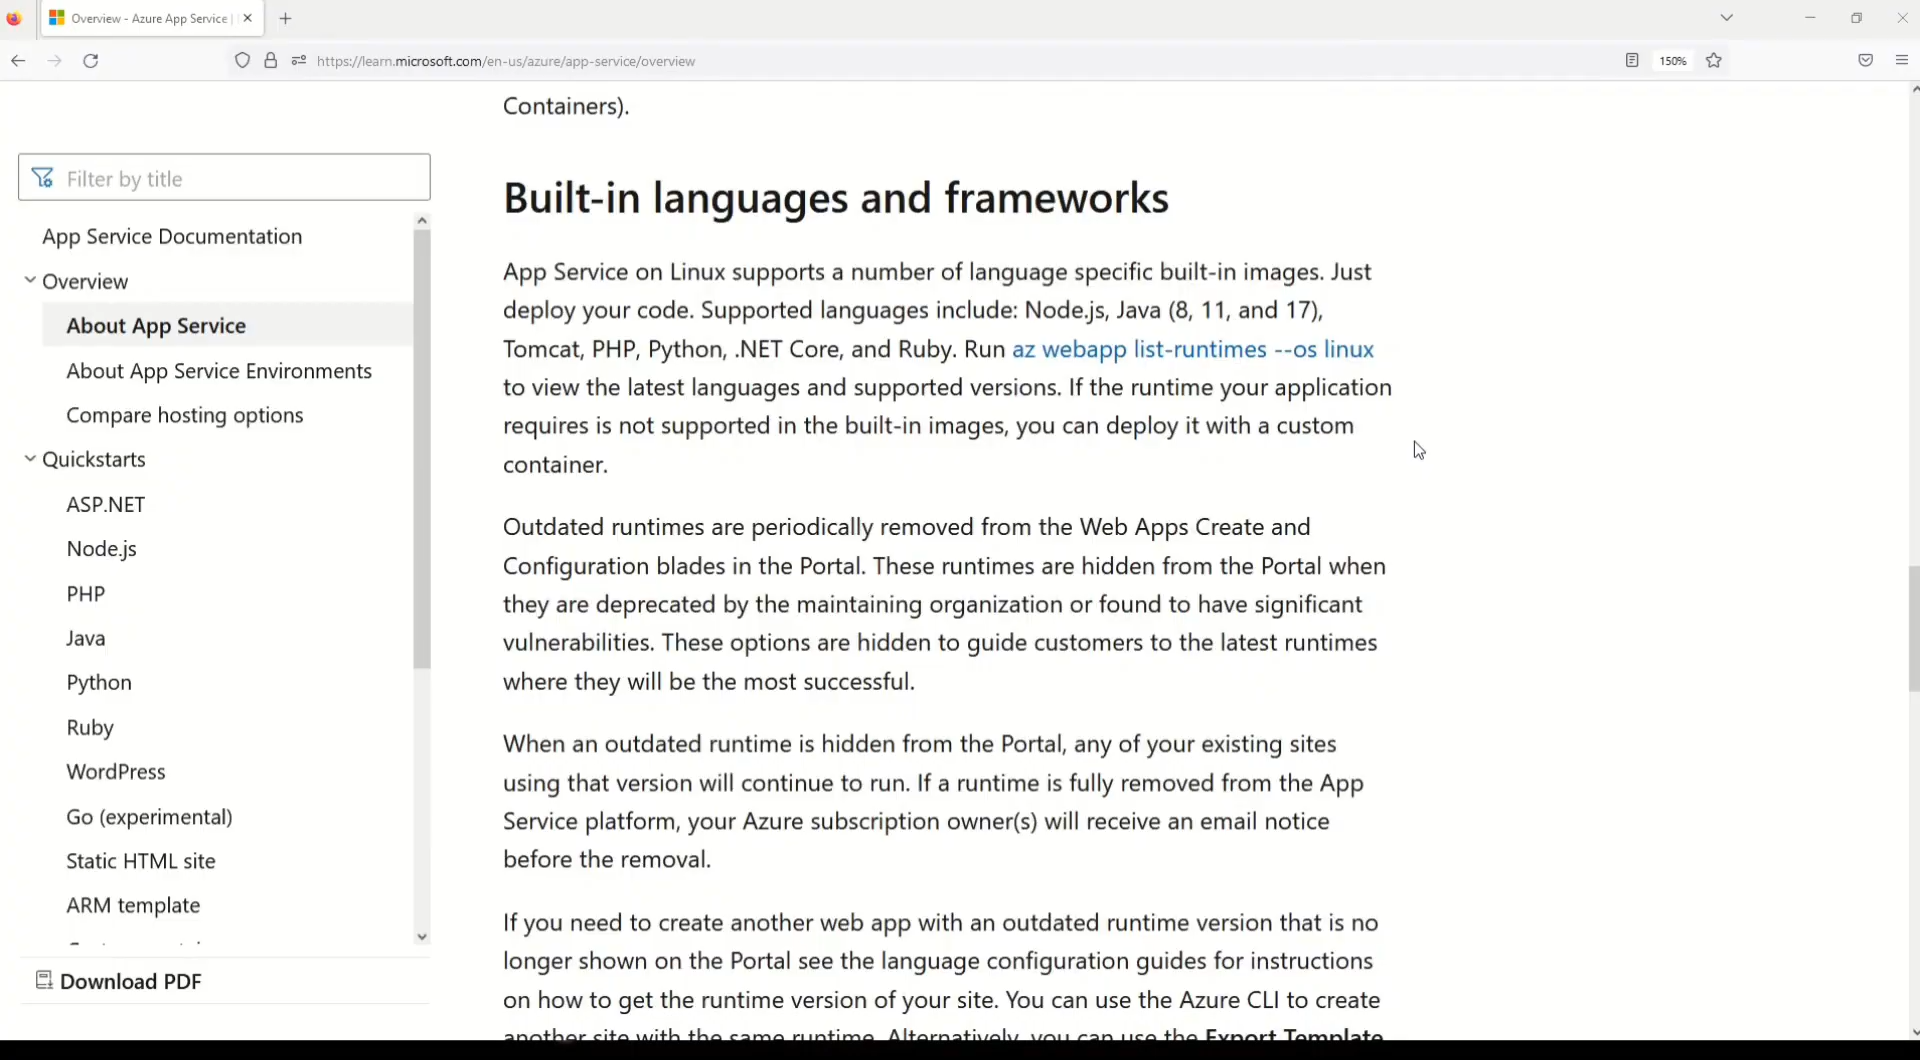 Overview - Azure App Service |
https://learn.microsoft.com/en-us/azure/app-service/overview
150%
Filter by title
App Service Documentation
Overview
About App Service
About App Service Environments
Compare hosting options
Quickstarts
ASP.NET
Node.js
PHP
Java
Python
Ruby
WordPress
Go (experimental)
Static HTML site
ARM template
Download PDF
Containers).
Built-in languages and frameworks
App Service on Linux supports a number of language specific built-in images. Just
deploy your code. Supported languages include: Node.js, Java (8, 11, and 17),
Tomcat, PHP, Python, .NET Core, and Ruby. Run az webapp list-runtimes --os linux
to view the latest languages and supported versions. If the runtime your application
requires is not supported in the built-in images, you can deploy it with a custom
container.
Outdated runtimes are periodically removed from the Web Apps Create and
Configuration blades in the Portal. These runtimes are hidden from the Portal when
they are deprecated by the maintaining organization or found to have significant
vulnerabilities. These options are hidden to guide customers to the latest runtimes
where they will be the most successful.
When an outdated runtime is hidden from the Portal, any of your existing sites
using that version will continue to run. If a runtime is fully removed from the App
Service platform, your Azure subscription owner(s) will receive an email notice
before the removal.
If you need to create another web app with an outdated runtime version that is no
longer shown on the Portal see the language configuration guides for instructions
on how to get the runtime version of your site. You can use the Azure CLI to create
another site with the same runtime. Alternatively, you can use the Export Template